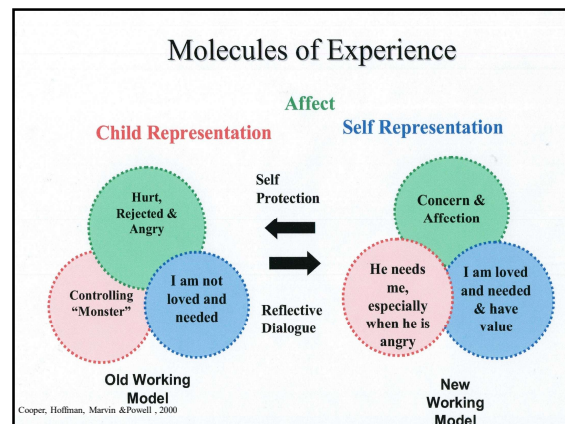 Molecules of Experience
Affect
Child Representation
Self Representation
Hurt,
Rejected &
Angry
Controlling
“Monster”
I am not
loved and
needed
Old Working
Model
Self
Protection
Reflective
Dialogue
Concern &
Affection
He needs
me,
especially
when he is
angry
I am loved
and needed
& have
value
New
Working
Model
Cooper, Hoffman, Marvin &Powell , 2000